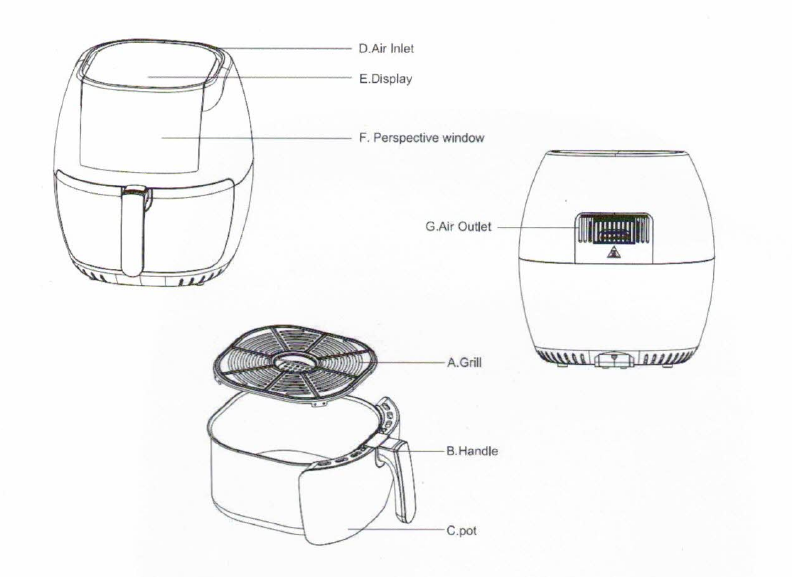 D.Air Inlet
E.Display
F. Perspective window
G.Air Outlet
A.Grill
B.Handle
C.pot